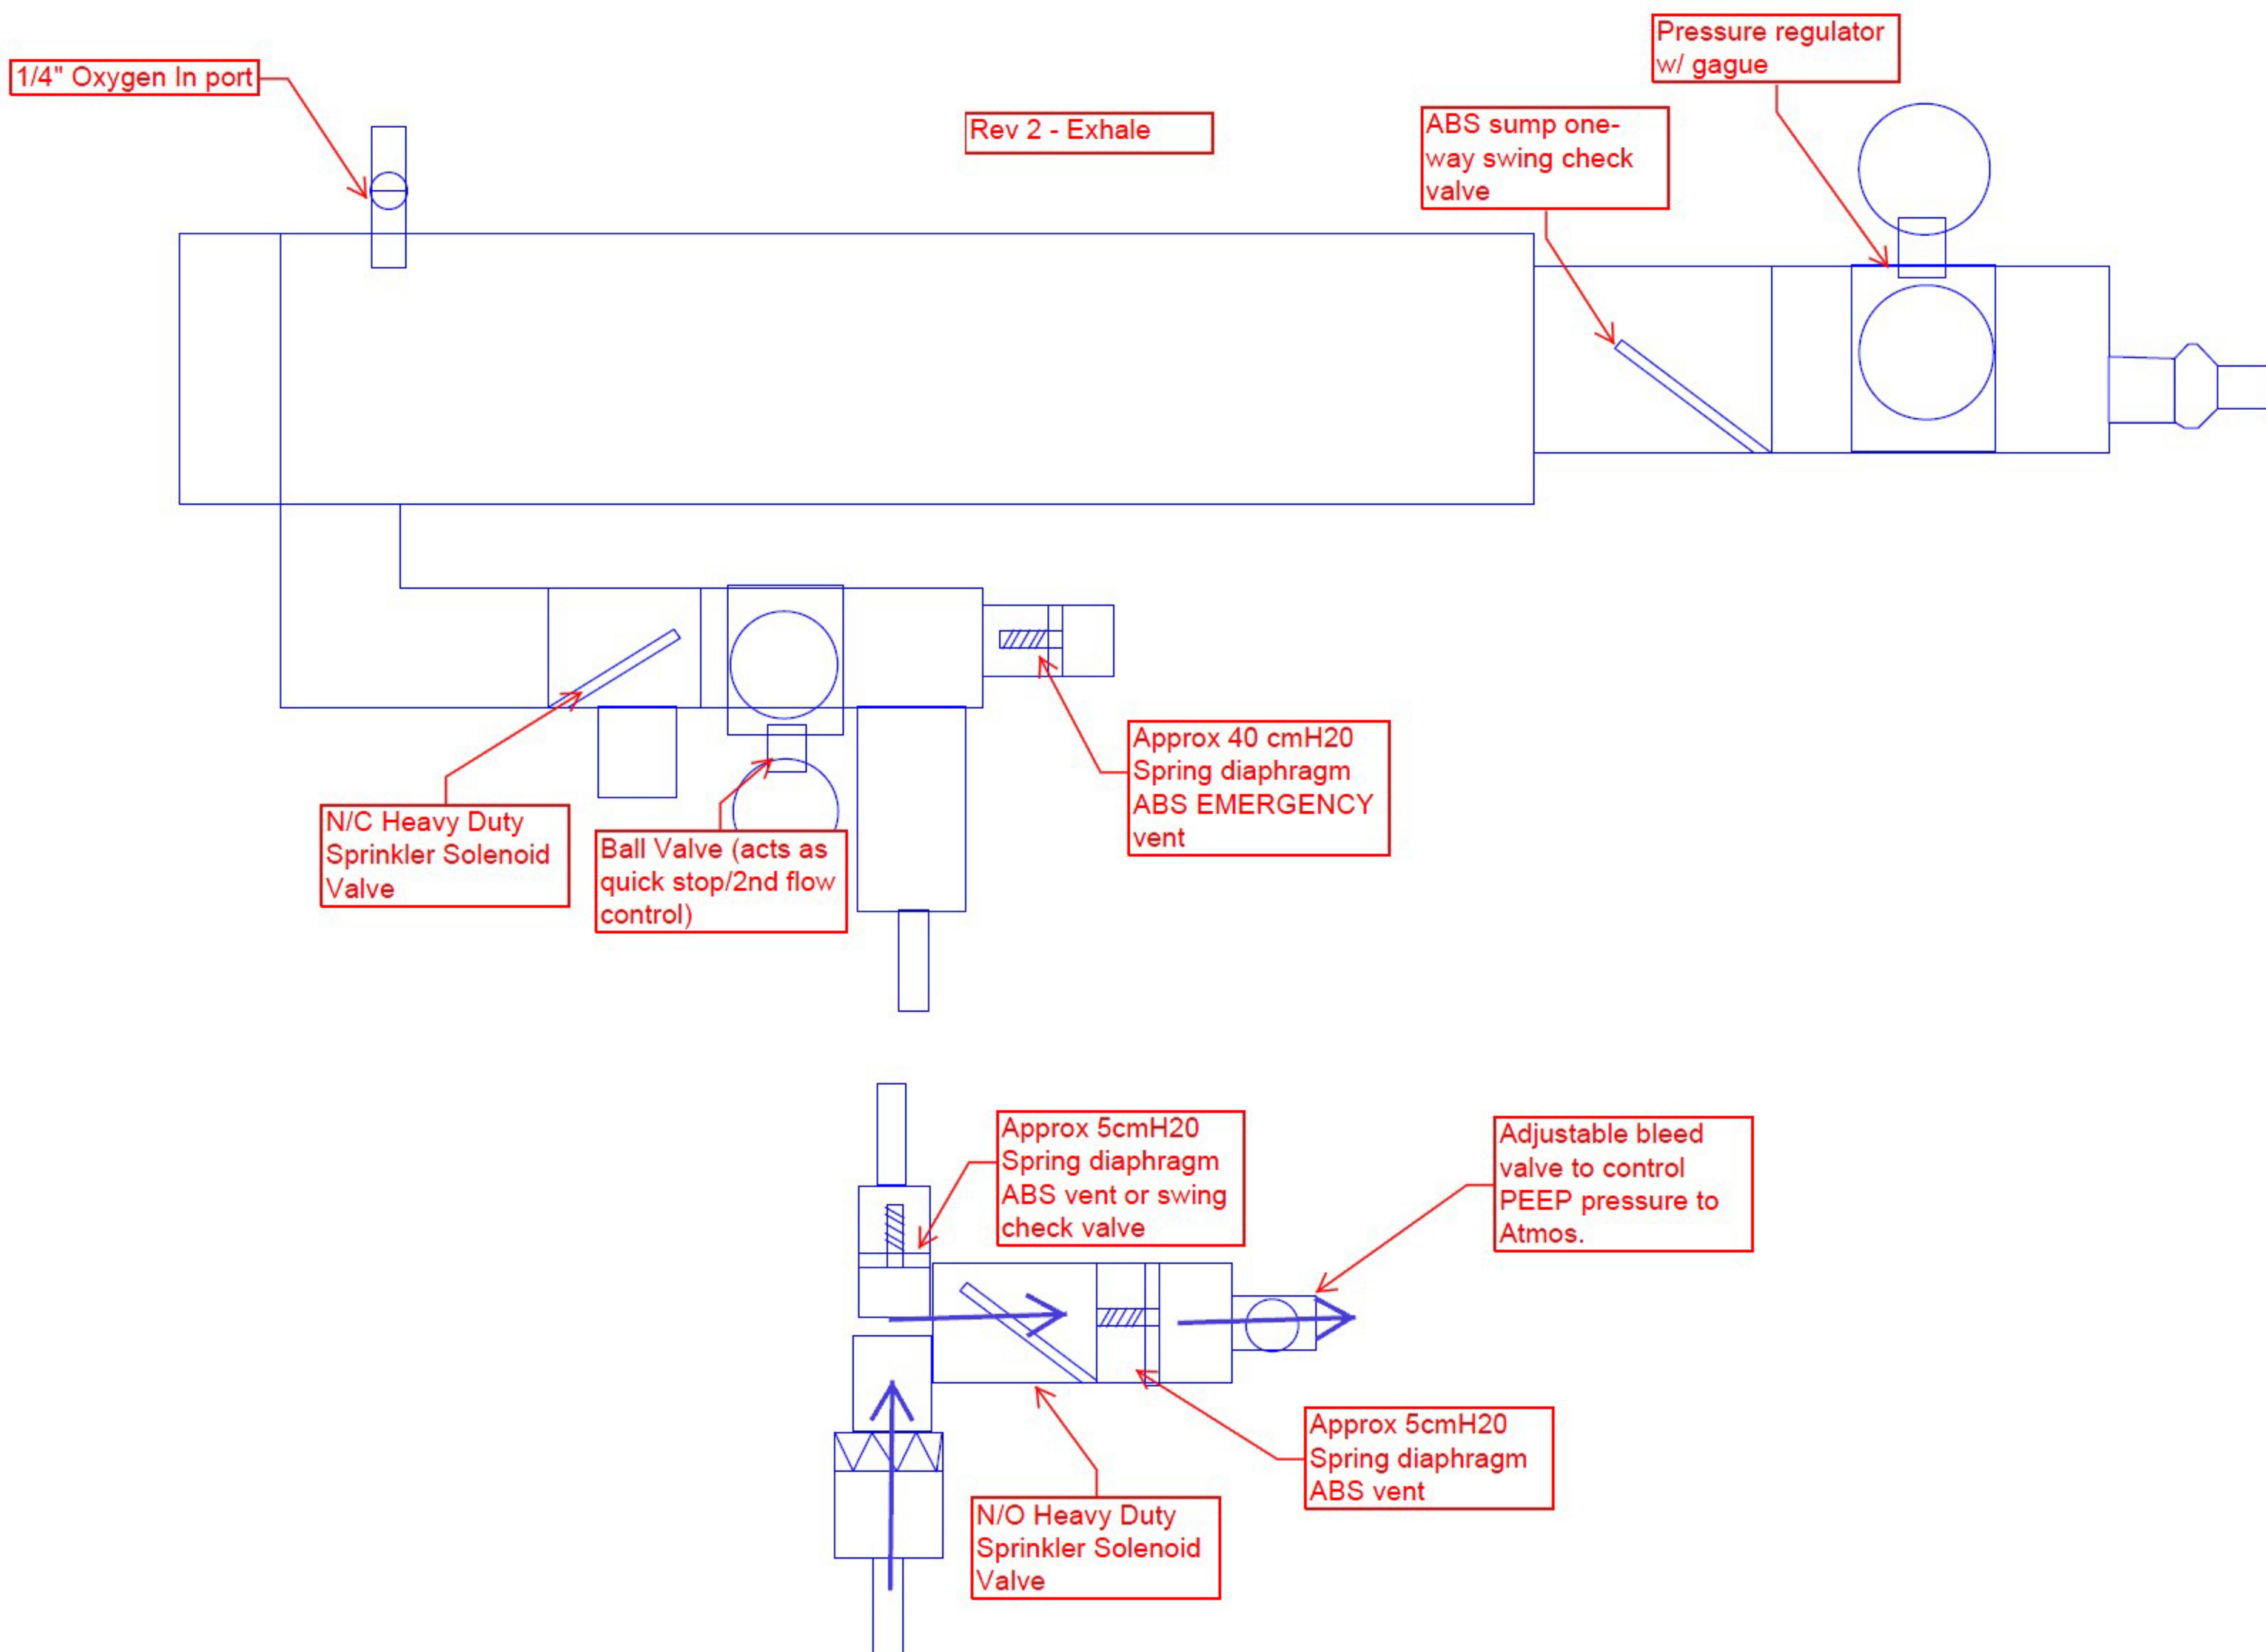 Pressure regulator
w/ gague
1/4" Oxygen In port
Rev 2 - Exhale
ABS sump one-
way swing check
valve
Approx 40 cmH20
Spring diaphragm
ABS EMERGENCY
vent
N/C Heavy Duty
Sprinkler Solenoid
Valve
Ball Valve (acts as
quick stop/2nd flow
control)
Approx 5cmH20
Spring diaphragm
ABS vent or swing
check valve
Adjustable bleed
valve to control
PEEP pressure to
Atmos.
Approx 5cmH20
Spring diaphragm
ABS vent
N/O Heavy Duty
Sprinkler Solenoid
Valve